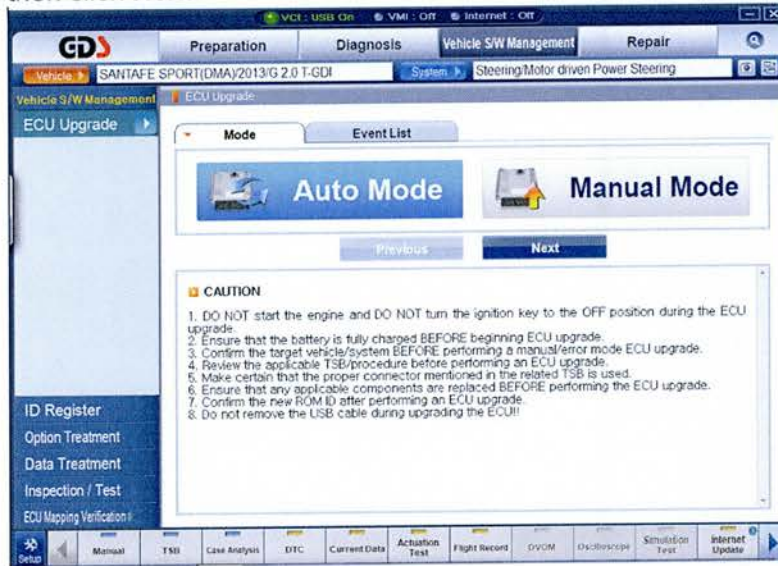 VCI : USB On VMI : Off Internet : Off
GDS Preparation Diagnosis Vehicle S/W Management Repair
Vehicle SANTAFE SPORT(DMA)/2013/G 2.0 T-GDI System Steering/Motor driven Power Steering
Vehicle S/W Management ECU Upgrade
ECU Upgrade
Mode Event List
Auto Mode Manual Mode
Previous Next
CAUTION
1. DO NOT start the engine and DO NOT turn the ignition key to the OFF position during the ECU
upgrade.
2. Ensure that the battery is fully charged BEFORE beginning ECU upgrade.
3. Confirm the target vehicle/system BEFORE performing a manual/error mode ECU upgrade.
4. Review the applicable TSB/procedure before performing an ECU upgrade.
5. Make certain that the proper connector mentioned in the related TSB is used.
6. Ensure that any applicable components are replaced BEFORE performing the ECU upgrade.
7. Confirm the new ROM ID after performing an ECU upgrade.
8. Do not remove the USB cable during upgrading the ECU!!
ID Register
Option Treatment
Data Treatment
Inspection / Test
ECU Mapping Verification
Setup Manual TSB Case Analysis DTC Current Data Actuation Test Flight Record DVOM Oscilloscope Simulation Test Internet Update